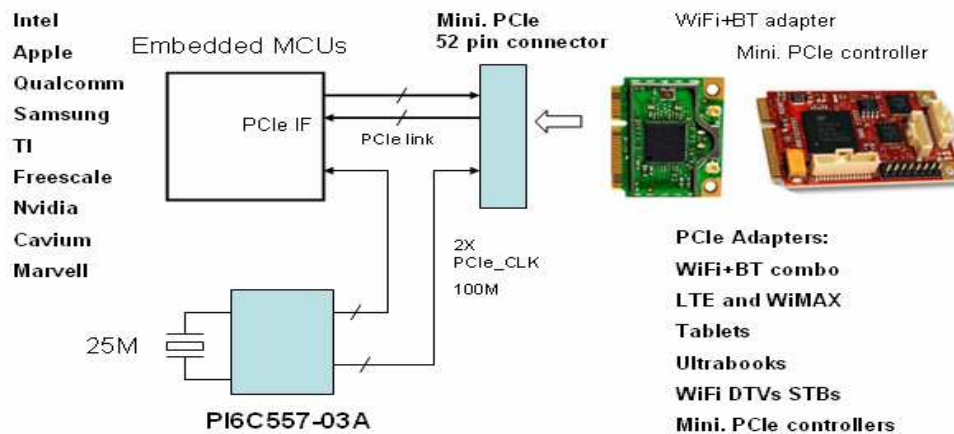 Intel
Apple
Qualcomm
Samsung
TI
Freescale
Nvidia
Cavium
Marvell
Embedded MCUs
PCIe IF
PCIe link
Mini. PCIe
52 pin connector
WiFi+BT adapter
Mini. PCIe controller
2X
PCIe_CLK
100M
25M
PI6C557-03A
PCIe Adapters:
WiFi+BT combo
LTE and WiMAX
Tablets
Ultrabooks
WiFi DTVs STBs
Mini. PCIe controllers